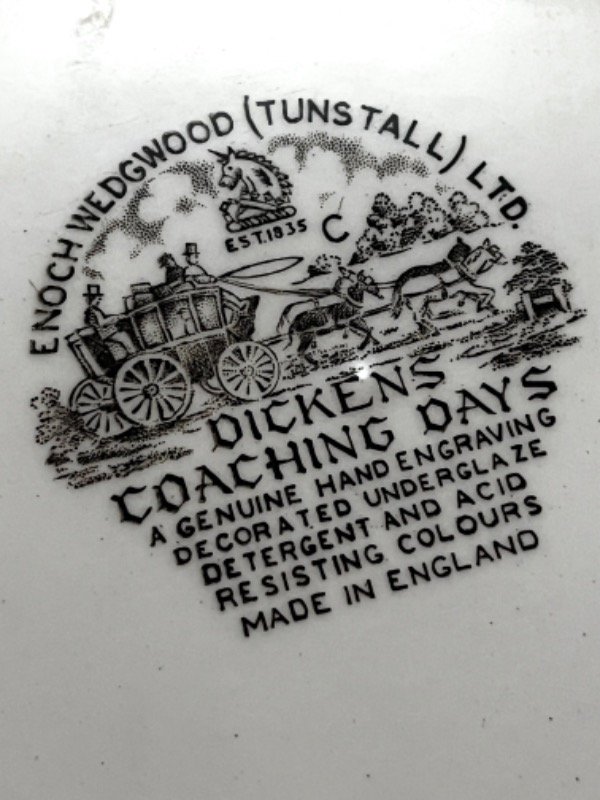 ENOCH WEDGWOOD (TUNSTALL) LTD.
EST. 1835
C
DICKENS
COACHING DAYS
A GENUINE HAND ENGRAVING
DECORATED UNDERGLAZE
DETERGENT AND ACID
RESISTING COLOURS
MADE IN ENGLAND